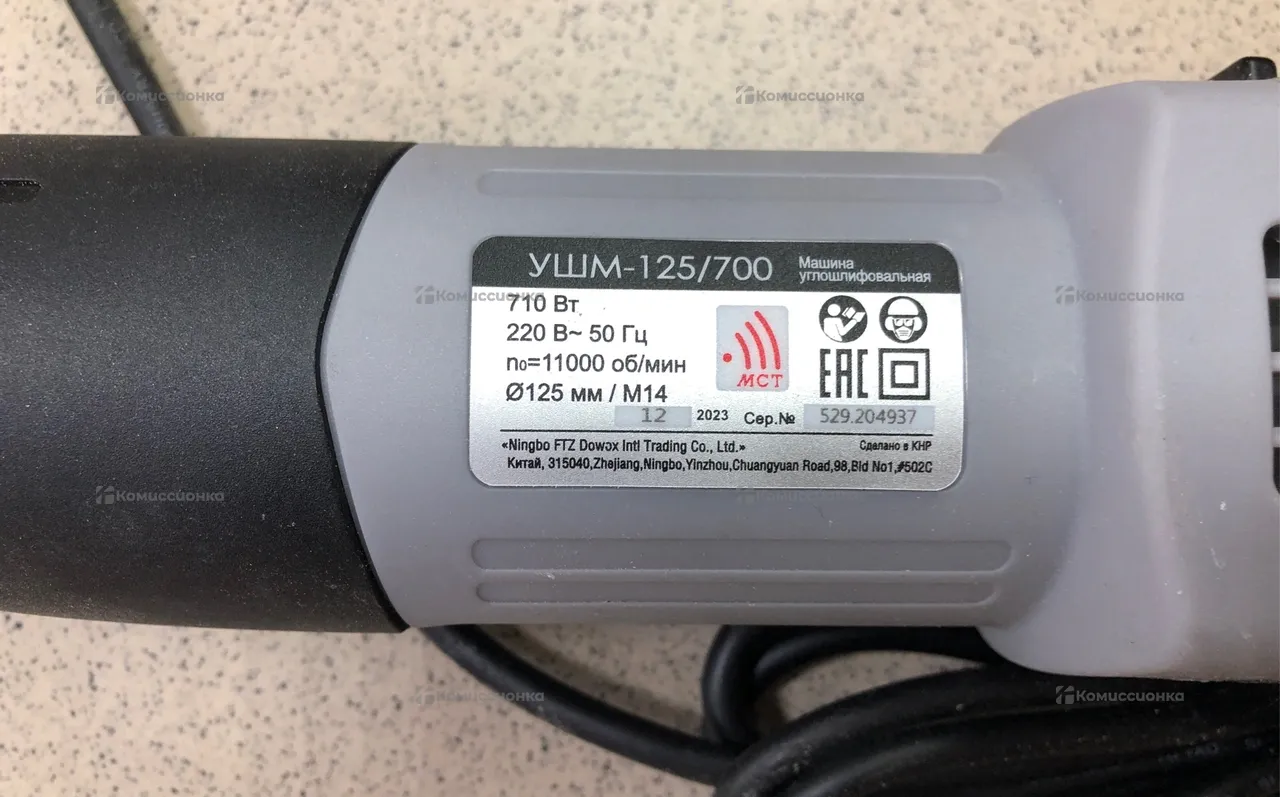 Комиссионка
Комиссионка
УШМ-125/700
Машина
углошлифовальная
Комиссионка
Комиссионка
710 Вт
220 В~ 50 Гц
n₀=11000 об/мин
Ø125 мм / М14
МСТ
ЕАС
12 2023 Сер.№ 529.204937
«Ningbo FTZ Dowox Intl Trading Co., Ltd.» Сделано в КНР
Китай, 315040,Zhejiang,Ningbo,Yinzhou,Chuangyuan Road,98,Bld No1,#502C
Комиссионка
Комиссионка
Комиссионка
Комиссионка